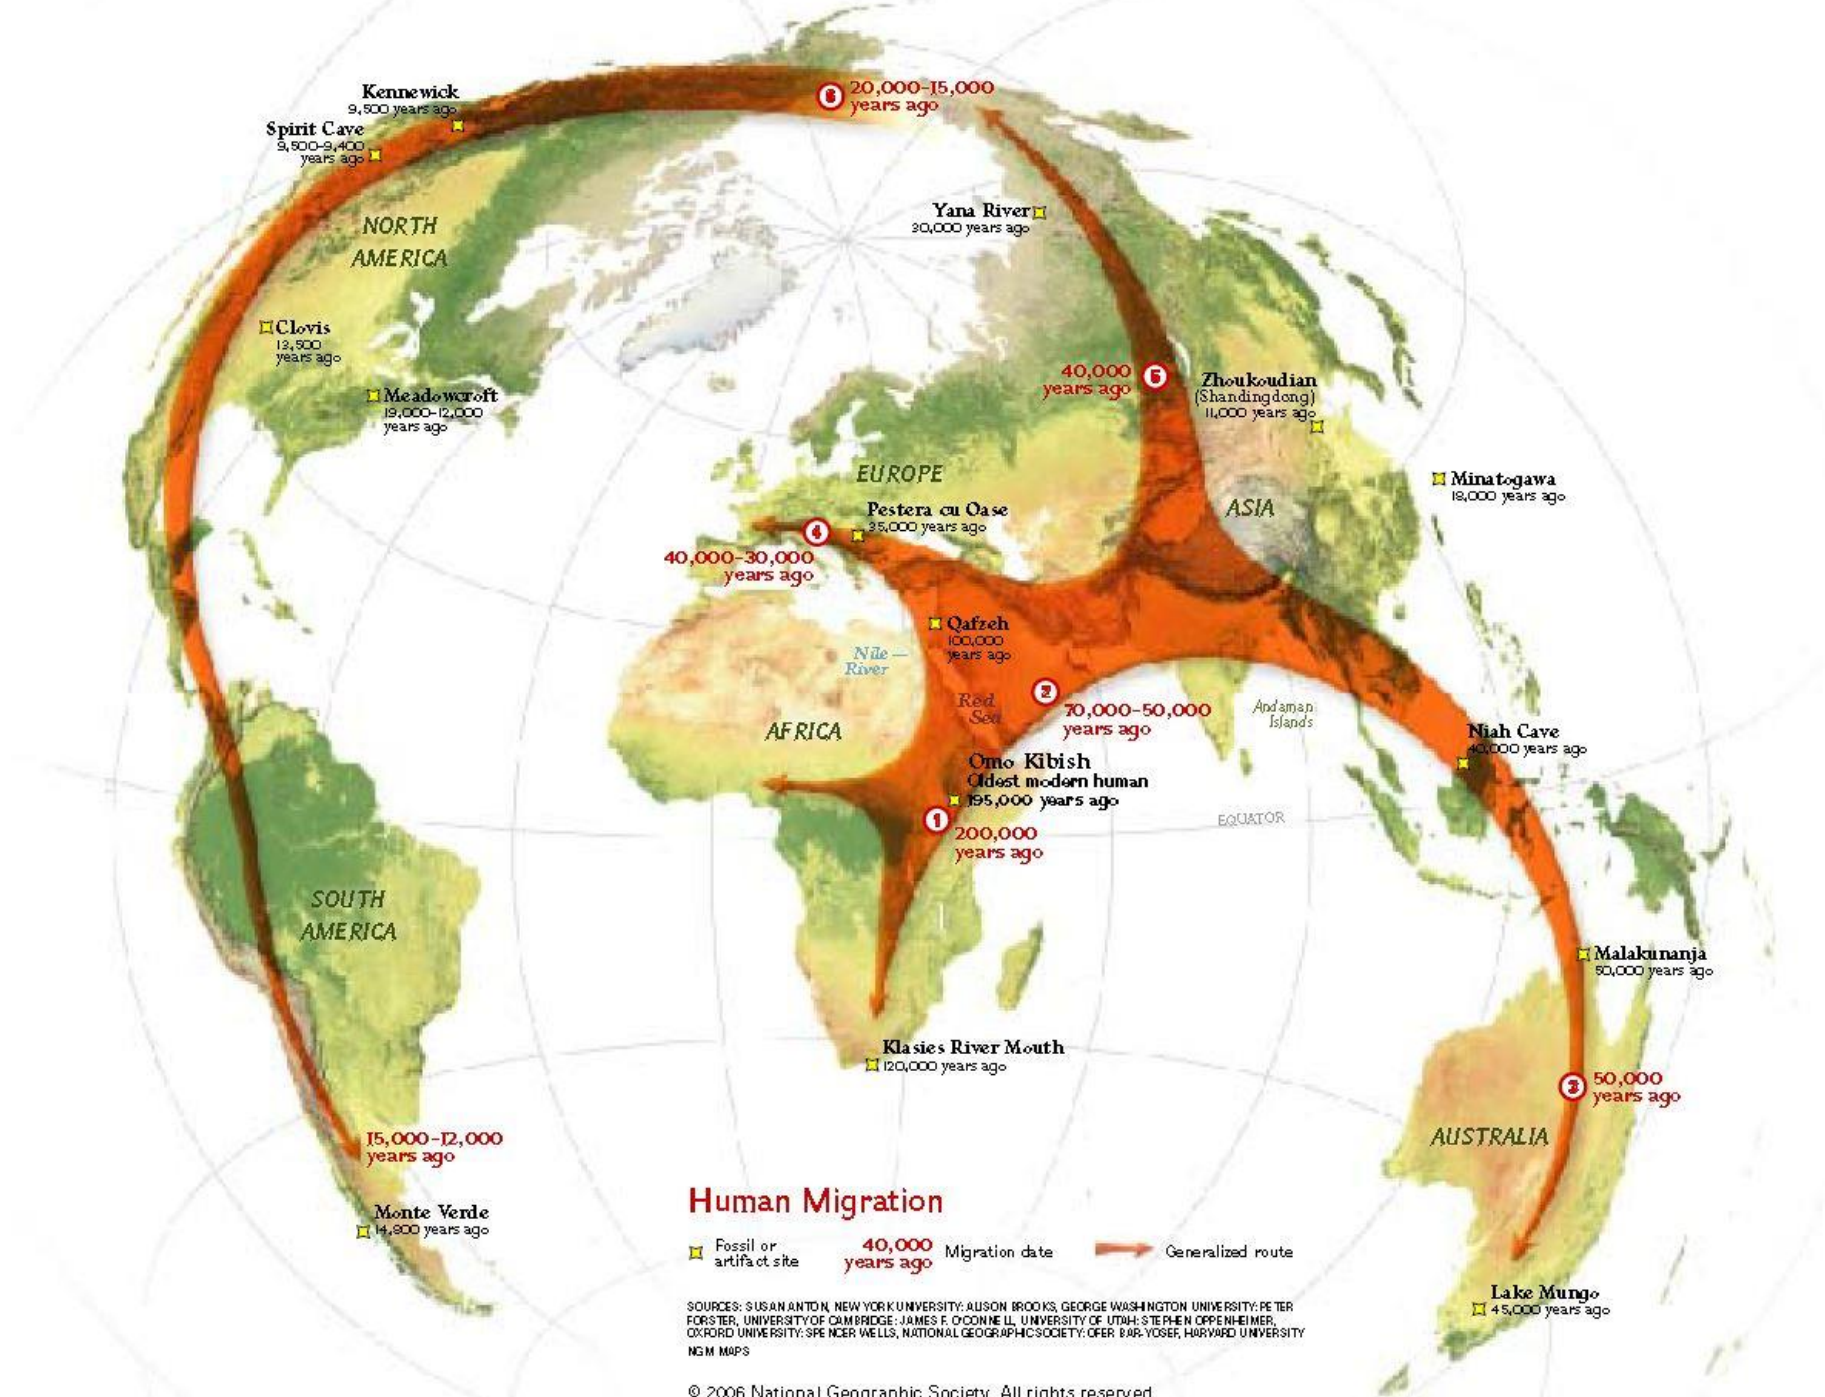 Kennewick
9,500 years ago
Spirit Cave
9,500-9,400
years ago
6
20,000-15,000
years ago
NORTH
AMERICA
Yana River
30,000 years ago
Clovis
13,500
years ago
Meadowcroft
19,000-12,000
years ago
40,000
years ago
5
Zhoukoudian
(Shandingdong)
11,000 years ago
EUROPE
Minatogawa
18,000 years ago
ASIA
Pestera cu Oase
35,000 years ago
4
40,000-30,000
years ago
Qafzeh
100,000
years ago
Nile
River
Red
Sea
2
70,000-50,000
years ago
Andaman
Islands
AFRICA
Niah Cave
40,000 years ago
Omo Kibish
Oldest modern human
195,000 years ago
1
200,000
years ago
EQUATOR
SOUTH
AMERICA
Malakunanja
50,000 years ago
Klasies River Mouth
120,000 years ago
3
50,000
years ago
AUSTRALIA
15,000-12,000
years ago
Monte Verde
14,800 years ago
Human Migration
Fossil or
artifact site
40,000
years ago
Migration date
Generalized route
Lake Mungo
45,000 years ago
SOURCES: SUSAN ANTON, NEW YORK UNIVERSITY; ALISON BROOKS, GEORGE WASHINGTON UNIVERSITY; PETER
FORSTER, UNIVERSITY OF CAMBRIDGE; JAMES F. O'CONNELL, UNIVERSITY OF UTAH; STEPHEN OPPENHEIMER,
OXFORD UNIVERSITY; SPENCER WELLS, NATIONAL GEOGRAPHIC SOCIETY; OFER BAR-YOSEF, HARVARD UNIVERSITY
NGM MAPS
© 2006 National Geographic Society. All rights reserved